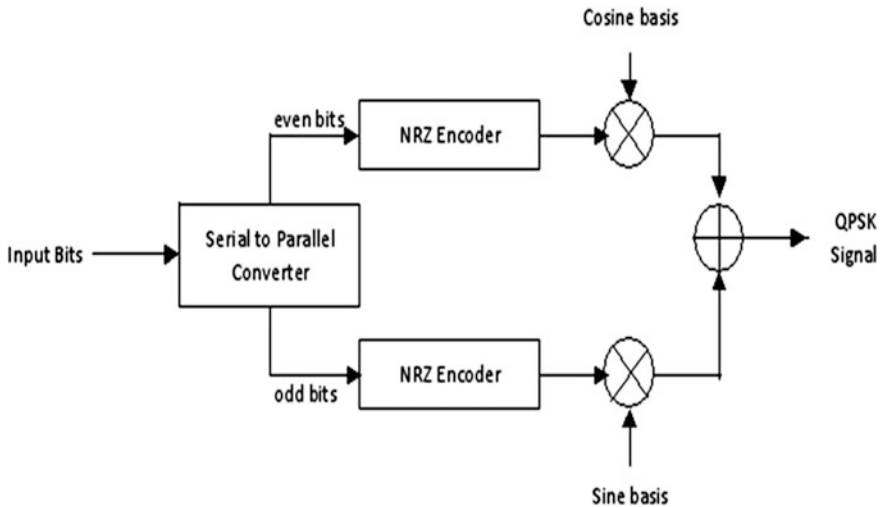 Cosine basis
even bits
NRZ Encoder
Serial to Parallel
Converter
Input Bits
QPSK
Signal
NRZ Encoder
odd bits
Sine basis